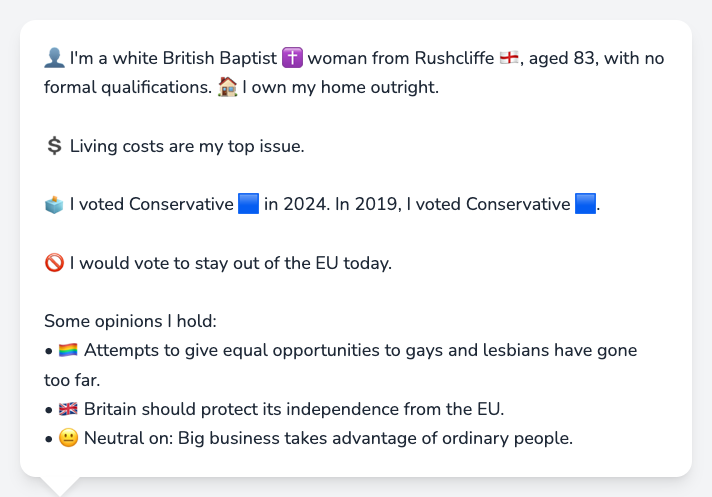 👤 I'm a white British Baptist ✝️ woman from Rushcliffe 🏴󠁧󠁢󠁥󠁮󠁧󠁿, aged 83, with no
formal qualifications. 🏠 I own my home outright.
💲 Living costs are my top issue.
🗳️ I voted Conservative 🟦 in 2024. In 2019, I voted Conservative 🟦.
🚫 I would vote to stay out of the EU today.
Some opinions I hold:
• 🏳️‍🌈 Attempts to give equal opportunities to gays and lesbians have gone
too far.
• 🇬🇧 Britain should protect its independence from the EU.
• 😐 Neutral on: Big business takes advantage of ordinary people.